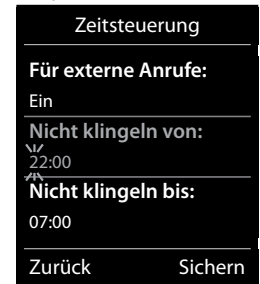 Zeitsteuerung
Für externe Anrufe:
Ein
Nicht klingeln von:
22:00
Nicht klingeln bis:
07:00
Zurück Sichern